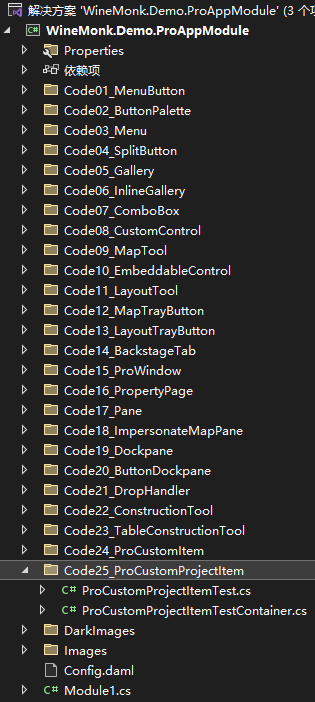 解决方案 'WineMonk.Demo.ProAppModule' (3 个项
WineMonk.Demo.ProAppModule
Properties
依赖项
Code01_MenuButton
Code02_ButtonPalette
Code03_Menu
Code04_SplitButton
Code05_Gallery
Code06_InlineGallery
Code07_ComboBox
Code08_CustomControl
Code09_MapTool
Code10_EmbeddableControl
Code11_LayoutTool
Code12_MapTrayButton
Code13_LayoutTrayButton
Code14_BackstageTab
Code15_ProWindow
Code16_PropertyPage
Code17_Pane
Code18_ImpersonateMapPane
Code19_Dockpane
Code20_ButtonDockpane
Code21_DropHandler
Code22_ConstructionTool
Code23_TableConstructionTool
Code24_ProCustomItem
Code25_ProCustomProjectItem
C# ProCustomProjectItemTest.cs
C# ProCustomProjectItemTestContainer.cs
DarkImages
Images
Config.daml
C# Module1.cs